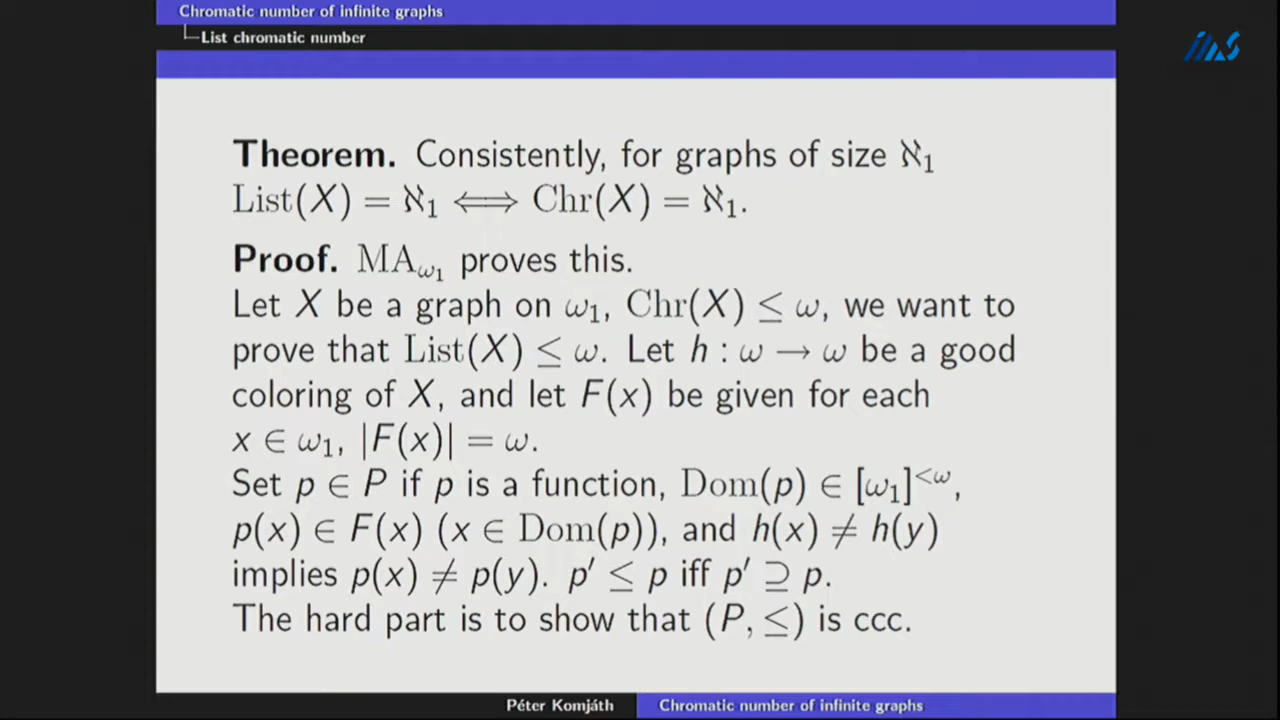 Chromatic number of infinite graphs
List chromatic number
IMS
Theorem. Consistently, for graphs of size ℵ₁
List(X) = ℵ₁ ⟺ Chr(X) = ℵ₁.
Proof. MA_{ω₁} proves this.
Let X be a graph on ω₁, Chr(X) ≤ ω, we want to
prove that List(X) ≤ ω. Let h : ω → ω be a good
coloring of X, and let F(x) be given for each
x ∈ ω₁, |F(x)| = ω.
Set p ∈ P if p is a function, Dom(p) ∈ [ω₁]^{<ω},
p(x) ∈ F(x) (x ∈ Dom(p)), and h(x) ≠ h(y)
implies p(x) ≠ p(y). p′ ≤ p iff p′ ⊇ p.
The hard part is to show that (P, ≤) is ccc.
Péter Komjáth
Chromatic number of infinite graphs